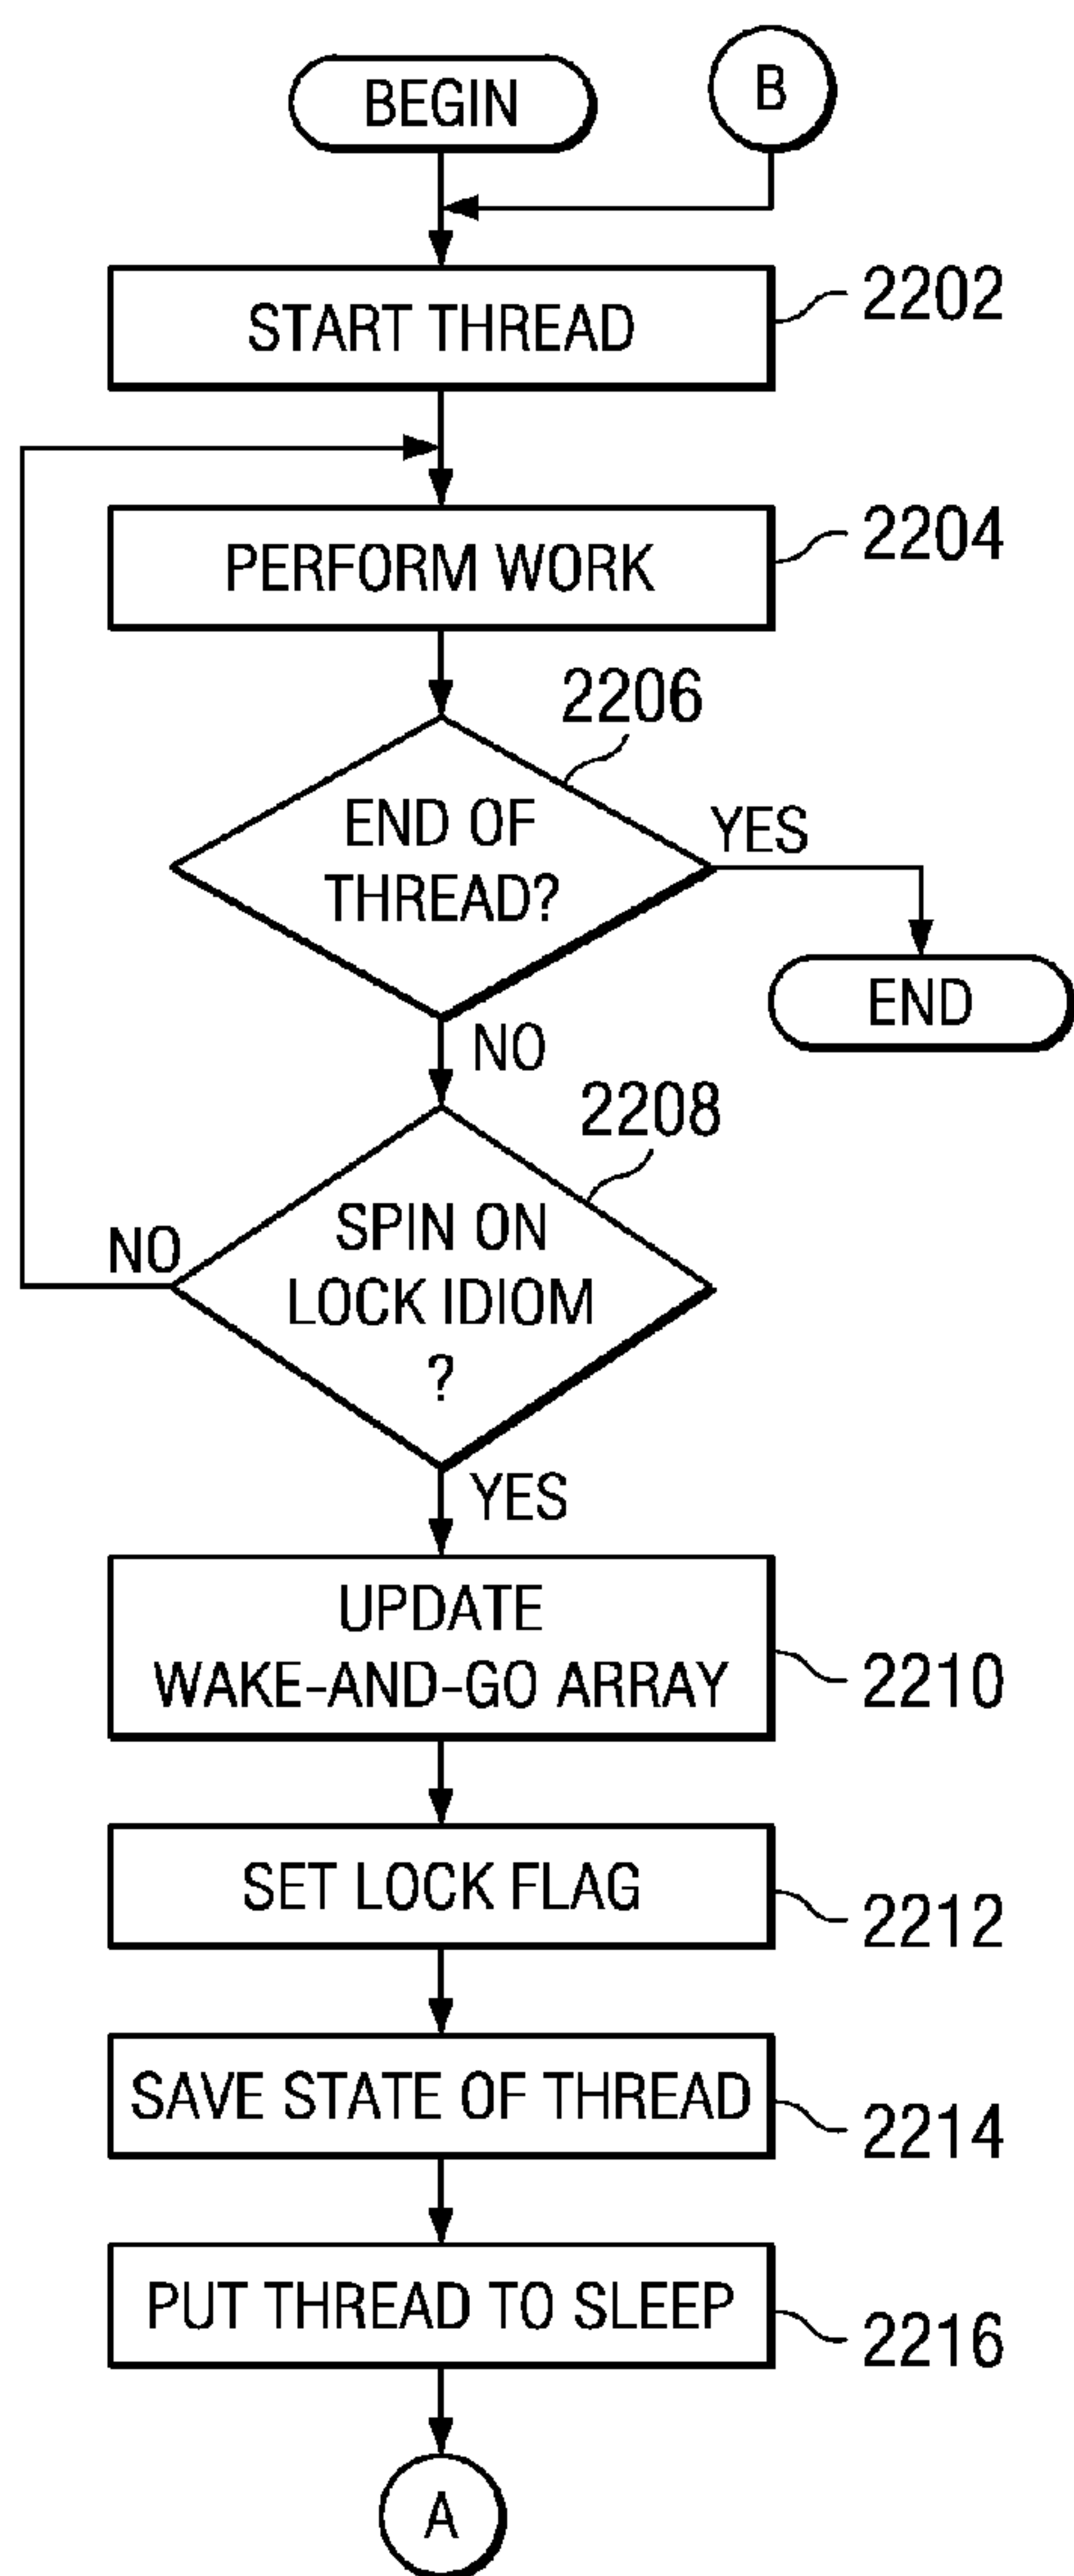 BEGIN
B
START THREAD
2202
PERFORM WORK
2204
2206
END OF
THREAD?
YES
END
NO
2208
SPIN ON
LOCK IDIOM
?
NO
YES
UPDATE
WAKE-AND-GO ARRAY
2210
SET LOCK FLAG
2212
SAVE STATE OF THREAD
2214
PUT THREAD TO SLEEP
2216
A